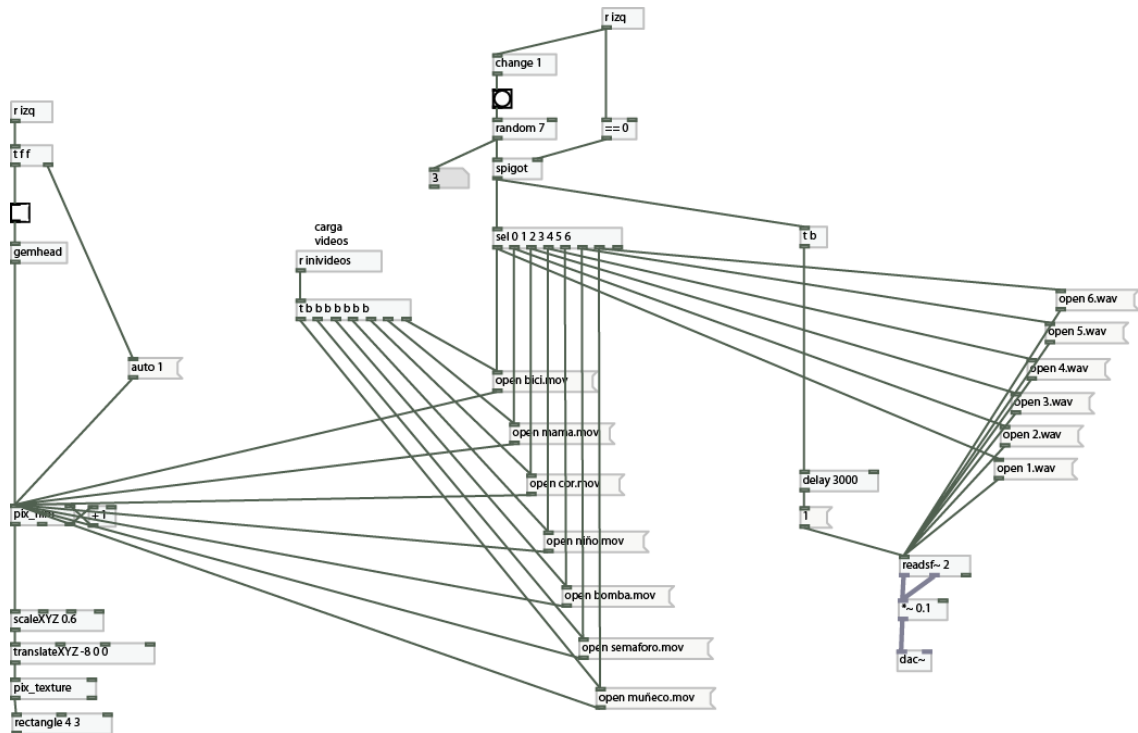 r izq
change 1
r izq
random 7
== 0
t f f
spigot
3
carga
videos
sel 0 1 2 3 4 5 6
t b
gemhead
r inivideos
open 6.wav
t b b b b b b b
open 5.wav
auto 1
open 4.wav
open bici.mov
open 3.wav
open mama.mov
open 2.wav
open 1.wav
open cor.mov
delay 3000
+ 1
1
open niño.mov
readsf~ 2
open bomba.mov
*~ 0.1
scaleXYZ 0.6
open semaforo.mov
translateXYZ -8 0 0
dac~
pix_texture
open muñeco.mov
rectangle 4 3